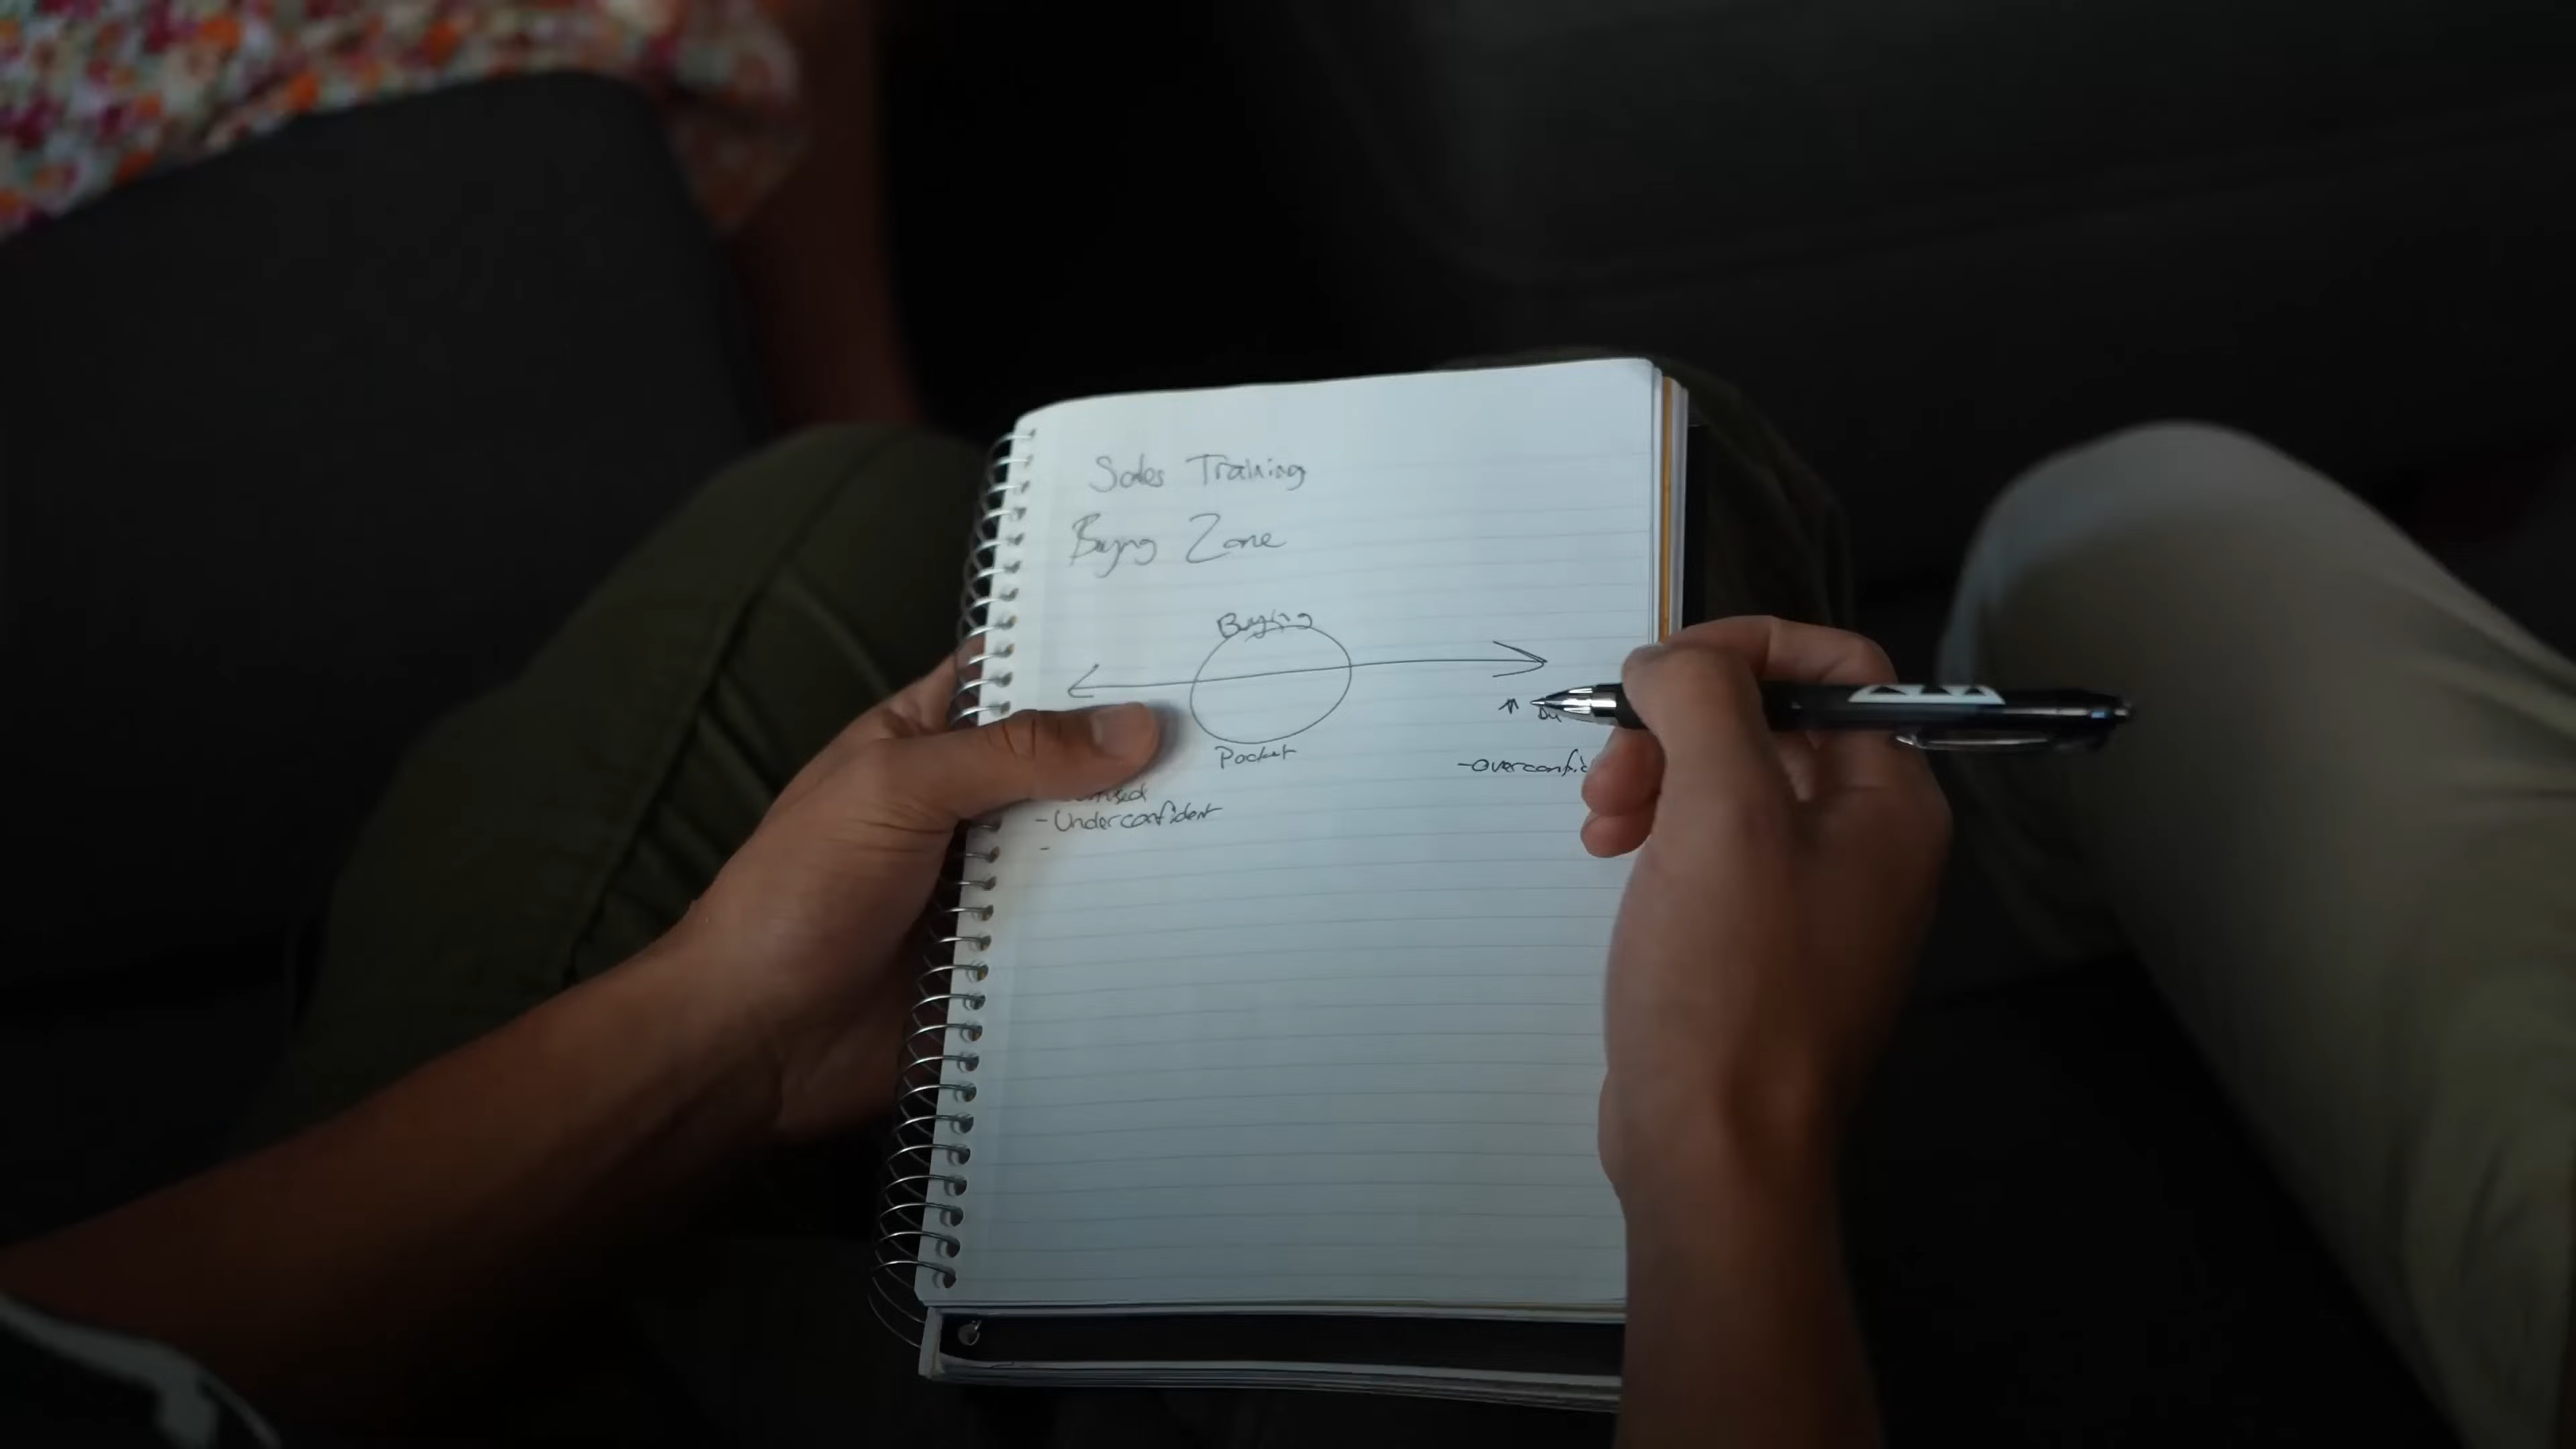 Sales Training
Buying Zone
Buying
Pocket
- Underconfident
-
-overconfid